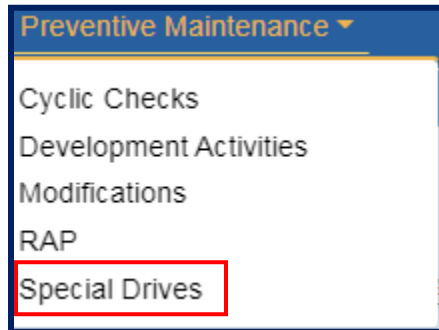 Preventive Maintenance
Cyclic Checks
Development Activities
Modifications
RAP
Special Drives